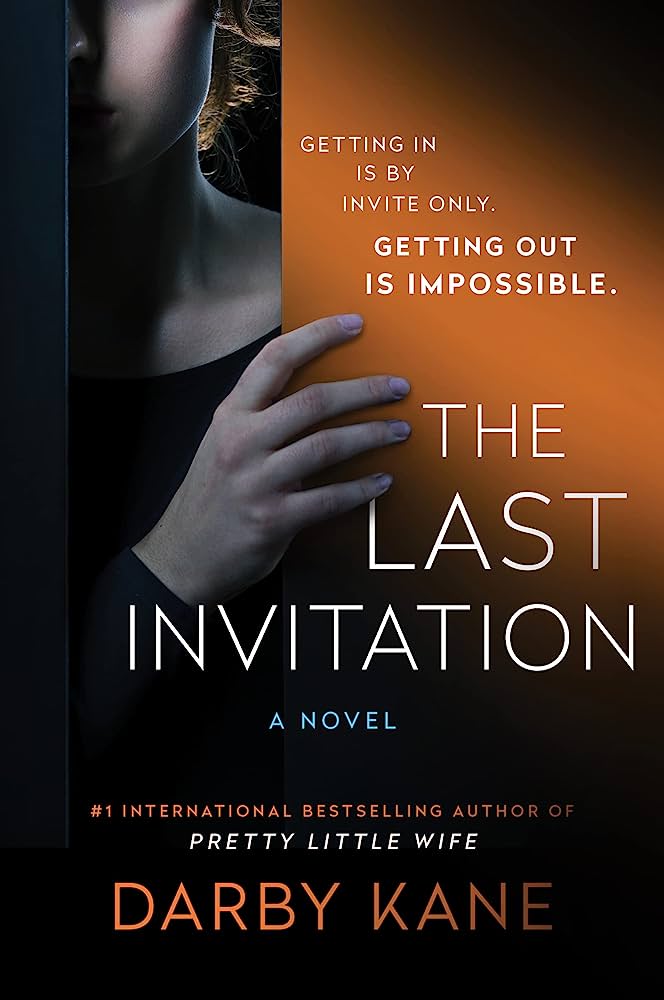 GETTING IN
IS BY
INVITE ONLY.
GETTING OUT
IS IMPOSSIBLE.
THE
LAST
INVITATION
A NOVEL
#1 INTERNATIONAL BESTSELLING AUTHOR OF
PRETTY LITTLE WIFE
DARBY KANE